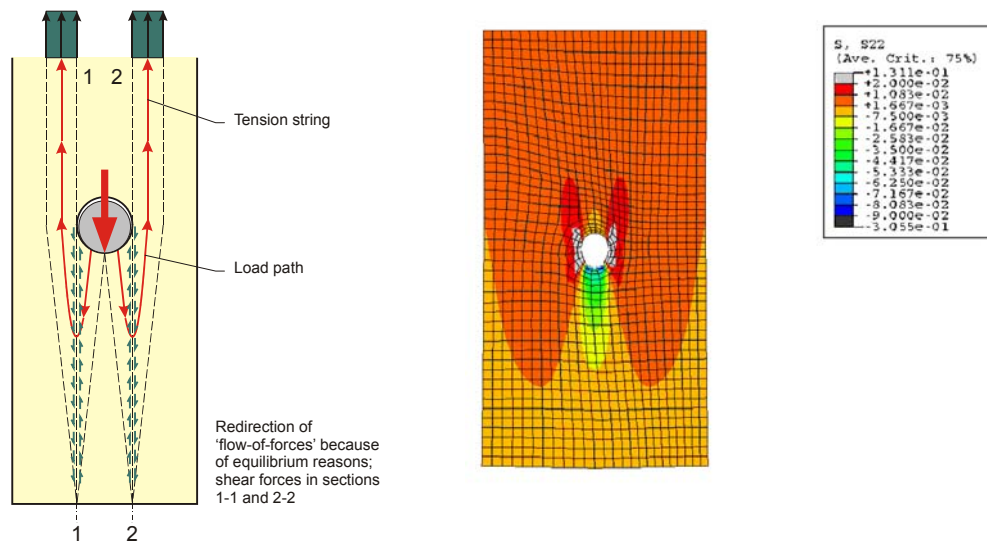 1 2
Tension string
Load path
Redirection of
‘flow-of-forces’ because
of equilibrium reasons;
shear forces in sections
1-1 and 2-2
1 2
S, S22
(Ave. Crit.: 75%)
+1.311e-01
+2.000e-02
+1.083e-02
+1.667e-03
-7.500e-03
-1.667e-02
-2.583e-02
-3.500e-02
-4.417e-02
-5.333e-02
-6.250e-02
-7.167e-02
-8.083e-02
-9.000e-02
-3.055e-01